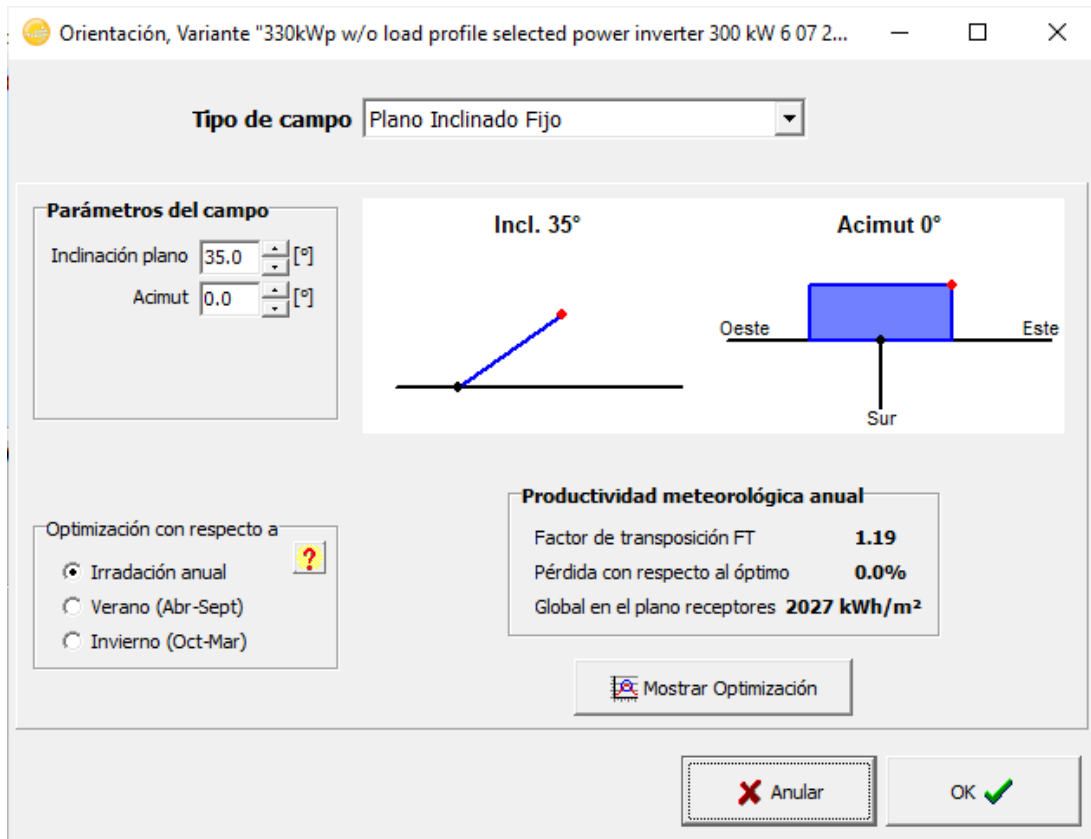 Orientación, Variante "330kWp w/o load profile selected power inverter 300 kW 6 07 2...
Tipo de campo Plano Inclinado Fijo
Parámetros del campo
Inclinación plano 35.0 [º]
Acimut 0.0 [º]
Incl. 35° Acimut 0°
Oeste Este
Sur
Optimización con respecto a
?
Irradación anual
Verano (Abr-Sept)
Invierno (Oct-Mar)
Productividad meteorológica anual
Factor de transposición FT 1.19
Pérdida con respecto al óptimo 0.0%
Global en el plano receptores 2027 kWh/m²
Mostrar Optimización
Anular OK